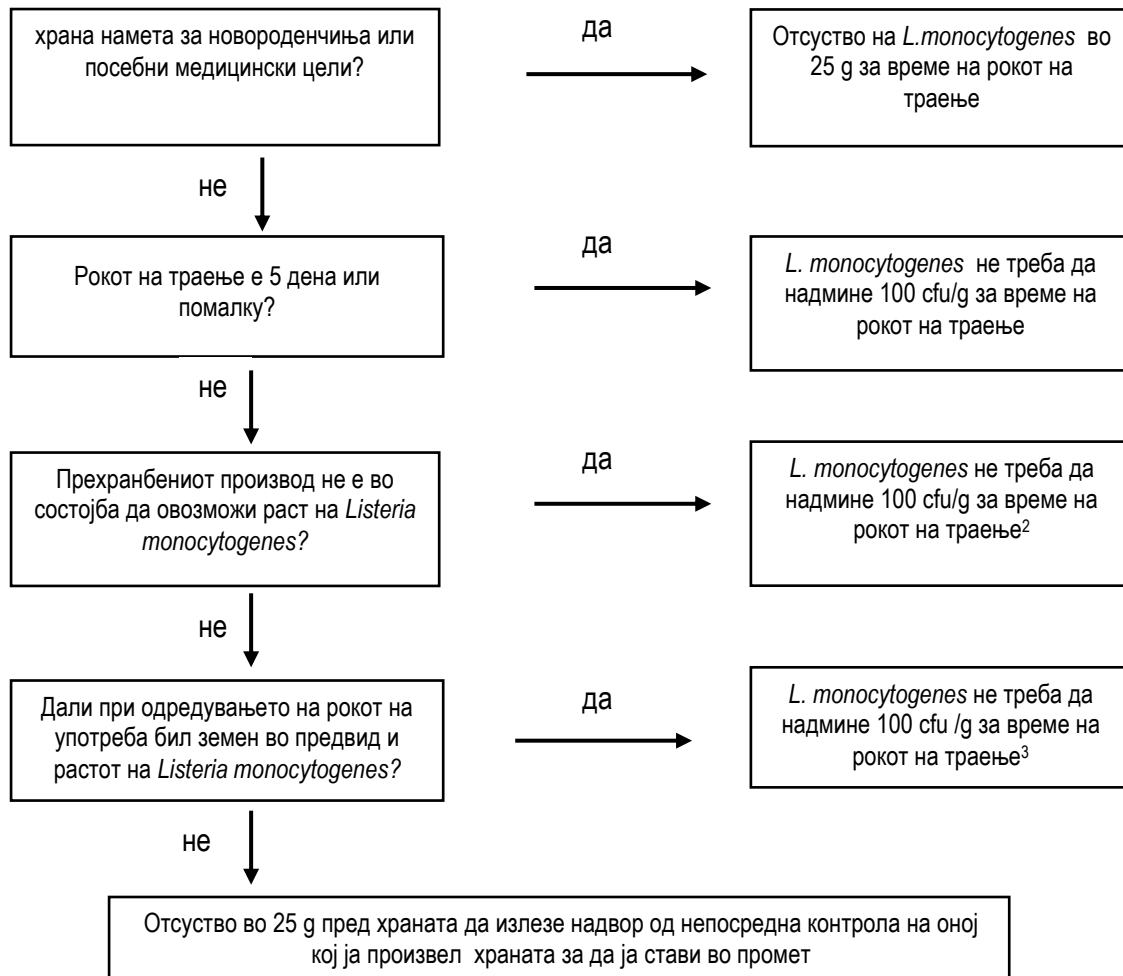 храна намета за новороденчиња или
посебни медицински цели?
да
Отсуство на L.monocytogenes во
25 g за време на рокот на
траење
не
Рокот на траење е 5 дена или
помалку?
да
L. monocytogenes не треба да
надмине 100 cfu/g за време на
рокот на траење
не
Прехранбениот производ не е во
состојба да овозможи раст на Listeria
monocytogenes?
да
L. monocytogenes не треба да
надмине 100 cfu/g за време на
рокот на траење²
не
Дали при одредувањето на рокот на
употреба бил земен во предвид и
растот на Listeria monocytogenes?
да
L. monocytogenes не треба да
надмине 100 cfu /g за време на
рокот на траење³
не
Отсуство во 25 g пред храната да излезе надвор од непосредна контрола на оној
кој ја произвел храната за да ја стави во промет